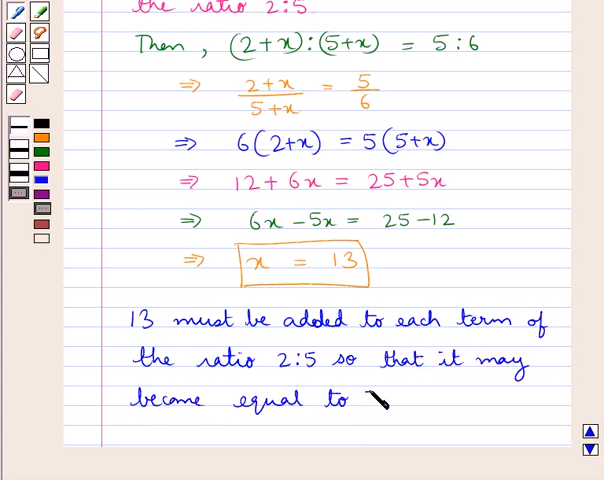 the ratio 2:5.
Then, (2+x):(5+x) = 5:6
⇒ 2+x/5+x = 5/6
⇒ 6(2+x) = 5(5+x)
⇒ 12+6x = 25+5x
⇒ 6x-5x = 25-12
⇒ x = 13
13 must be added to each term of
the ratio 2:5 so that it may
become equal to